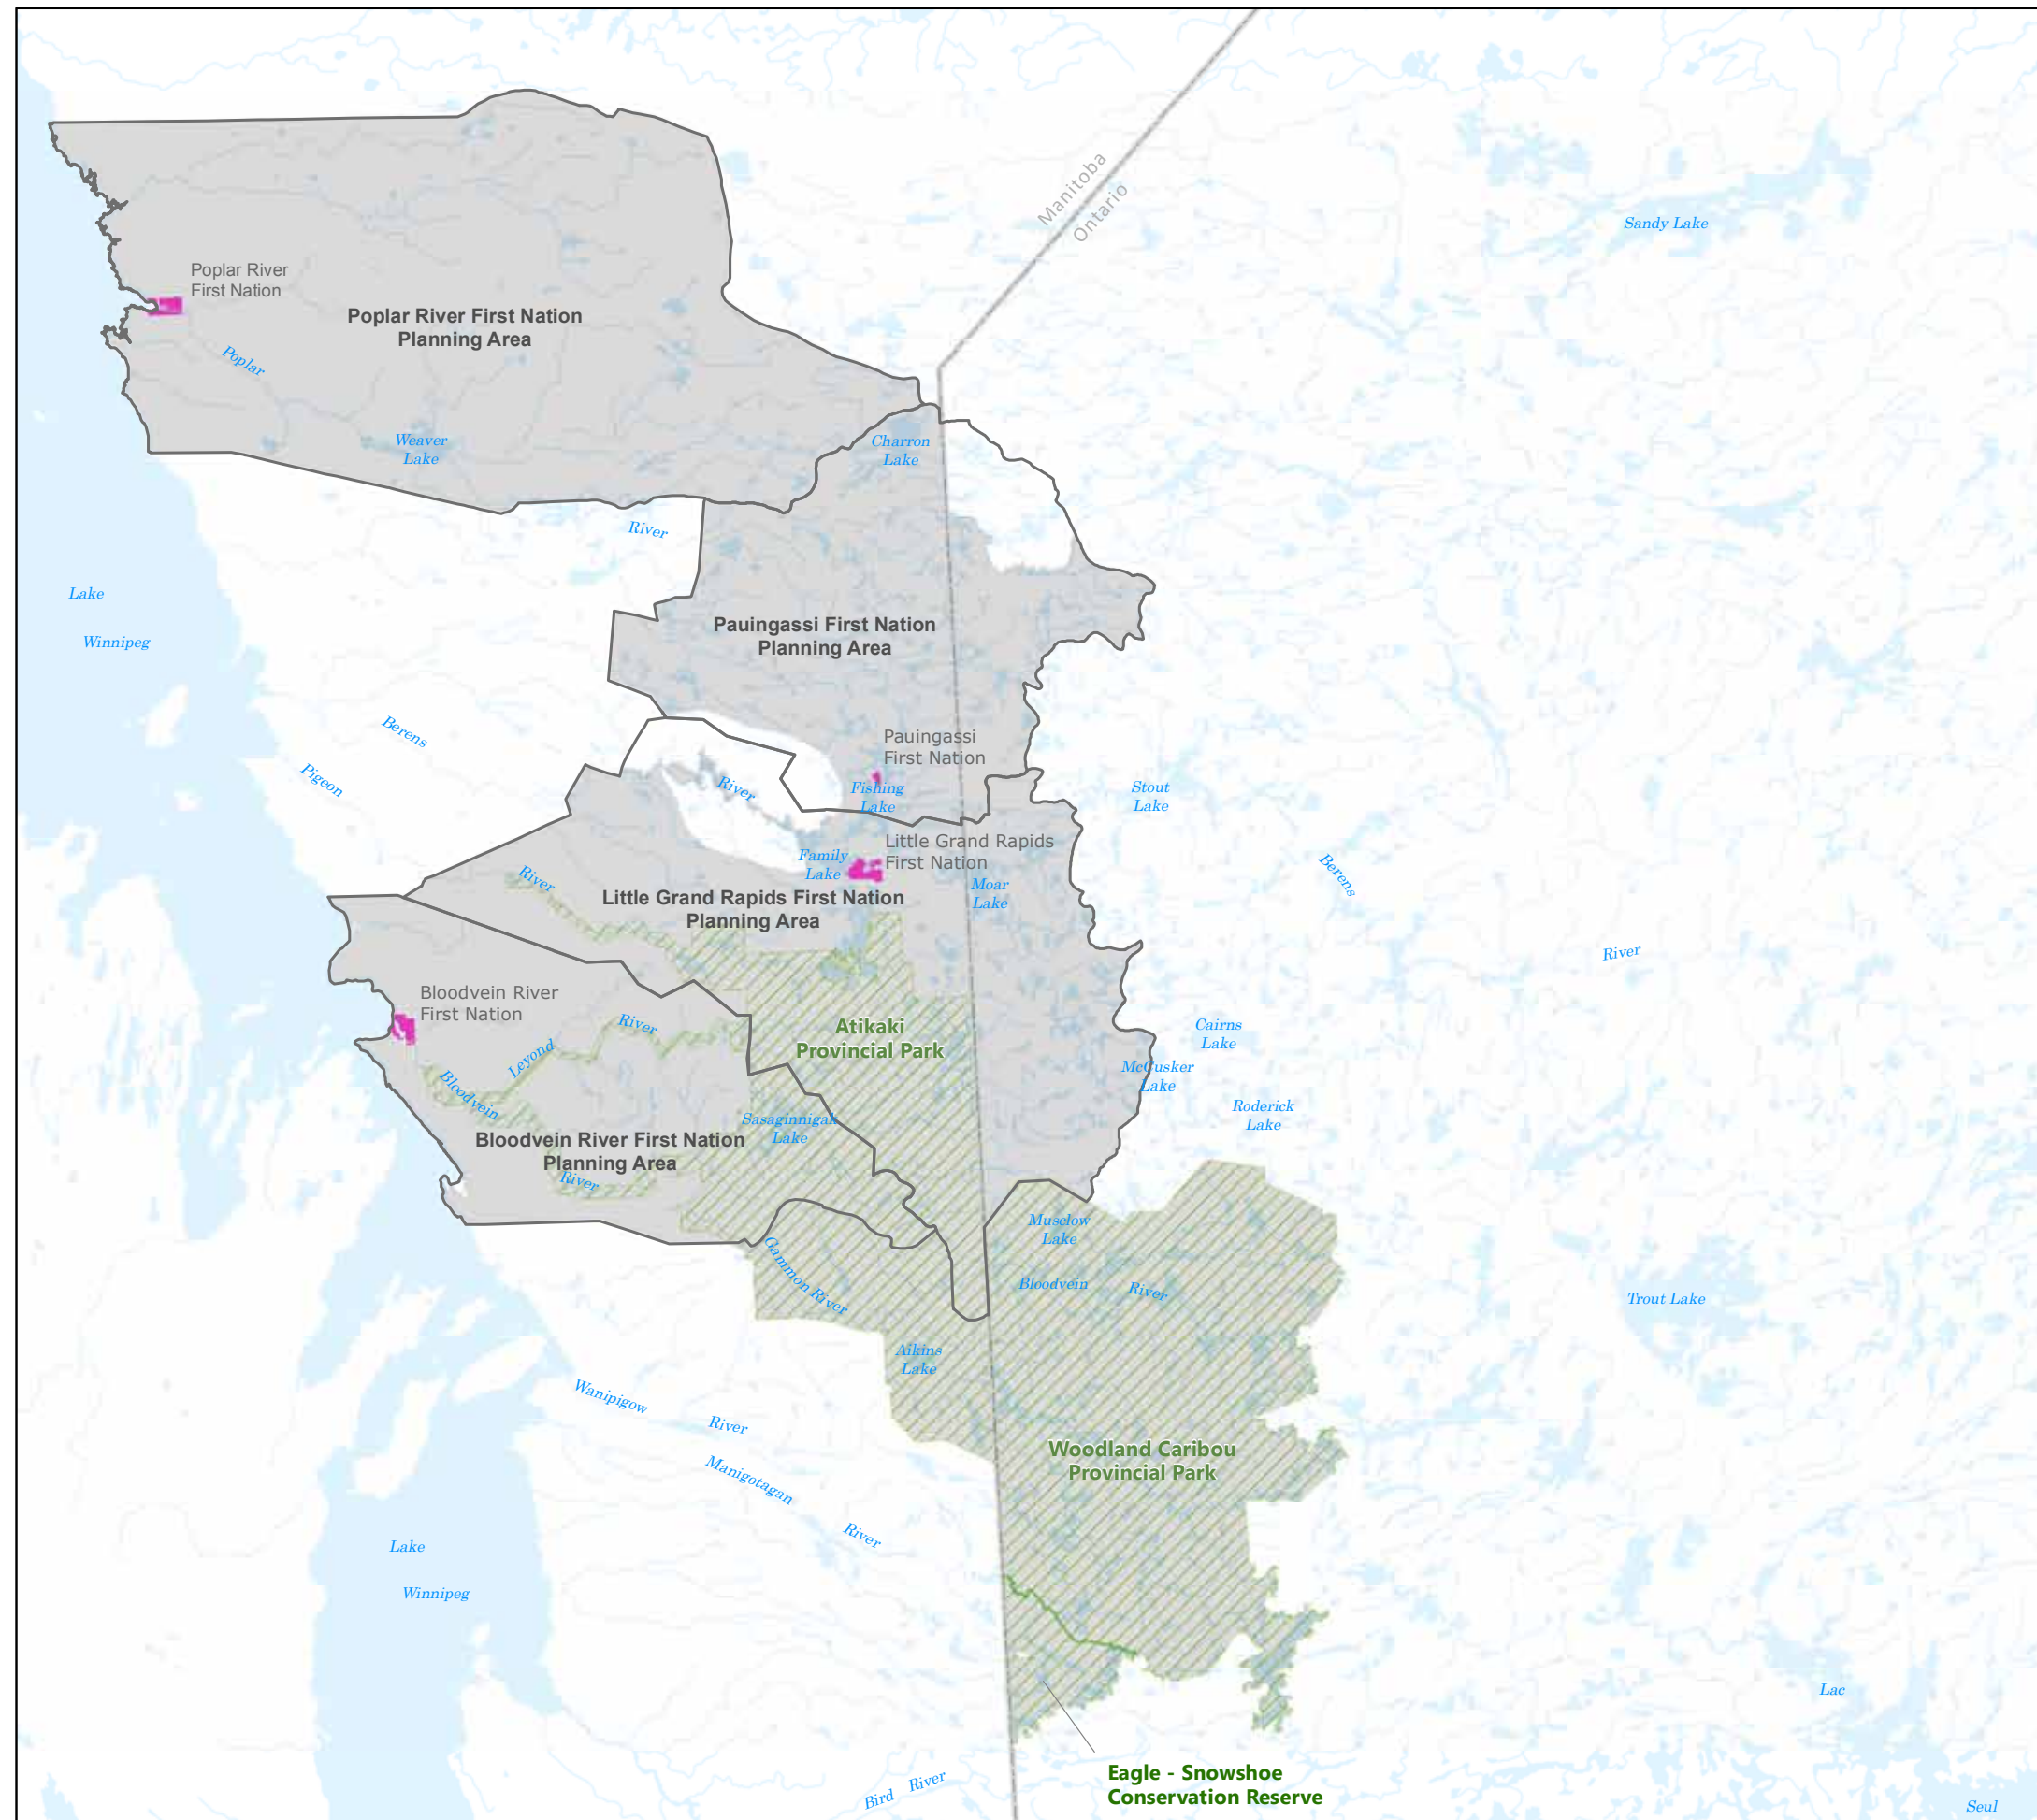 Manitoba
Ontario
Sandy Lake
Poplar River
First Nation
Poplar River First Nation
Planning Area
Poplar
Weaver
Lake
Charron
Lake
River
Lake
Winnipeg
Pauingassi First Nation
Planning Area
Berens
Pigeon
Pauingassi
First Nation
River
Fishing
Lake
Stout
Lake
Little Grand Rapids
First Nation
Family
Lake
River
Moar
Lake
Berens
Little Grand Rapids First Nation
Planning Area
River
Bloodvein River
First Nation
River
Leyond
Bloodvein
Atikaki
Provincial Park
Cairns
Lake
McCusker
Lake
Roderick
Lake
Sasaginnigak
Lake
Bloodvein River First Nation
Planning Area
River
Musclow
Lake
Gammon River
Bloodvein
River
Trout Lake
Aikins
Lake
Wanipigow
River
Woodland Caribou
Provincial Park
Manigotagan
River
Lake
Winnipeg
Lac
Eagle - Snowshoe
Conservation Reserve
Bird River
Seul